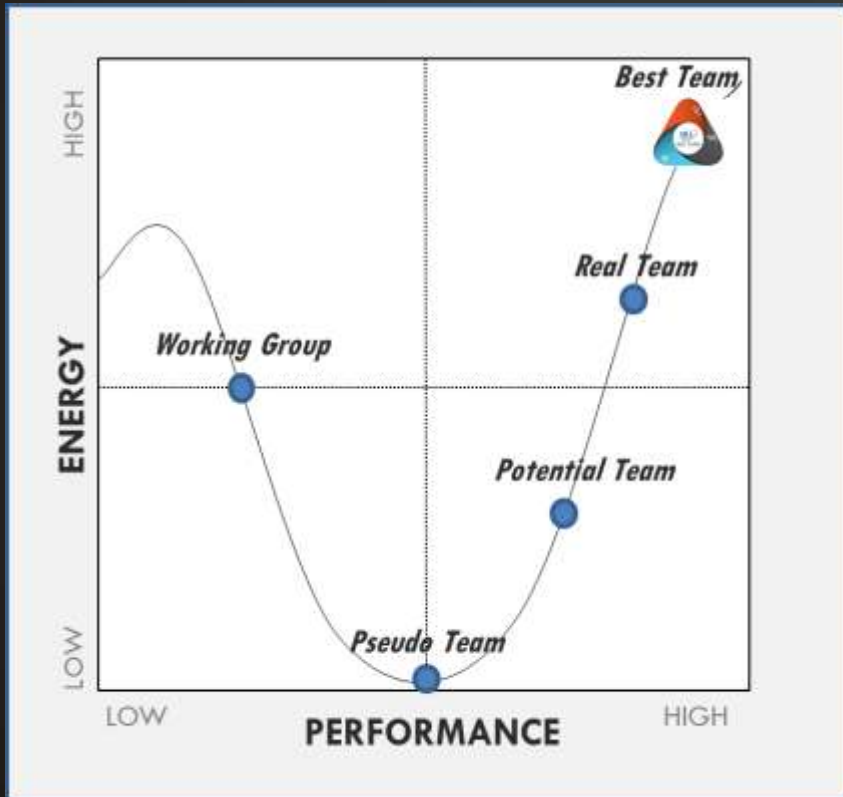 Best Team
HIGH
Real Team
Working Group
ENERGY
Potential Team
Pseudo Team
LOW
LOW
PERFORMANCE
HIGH